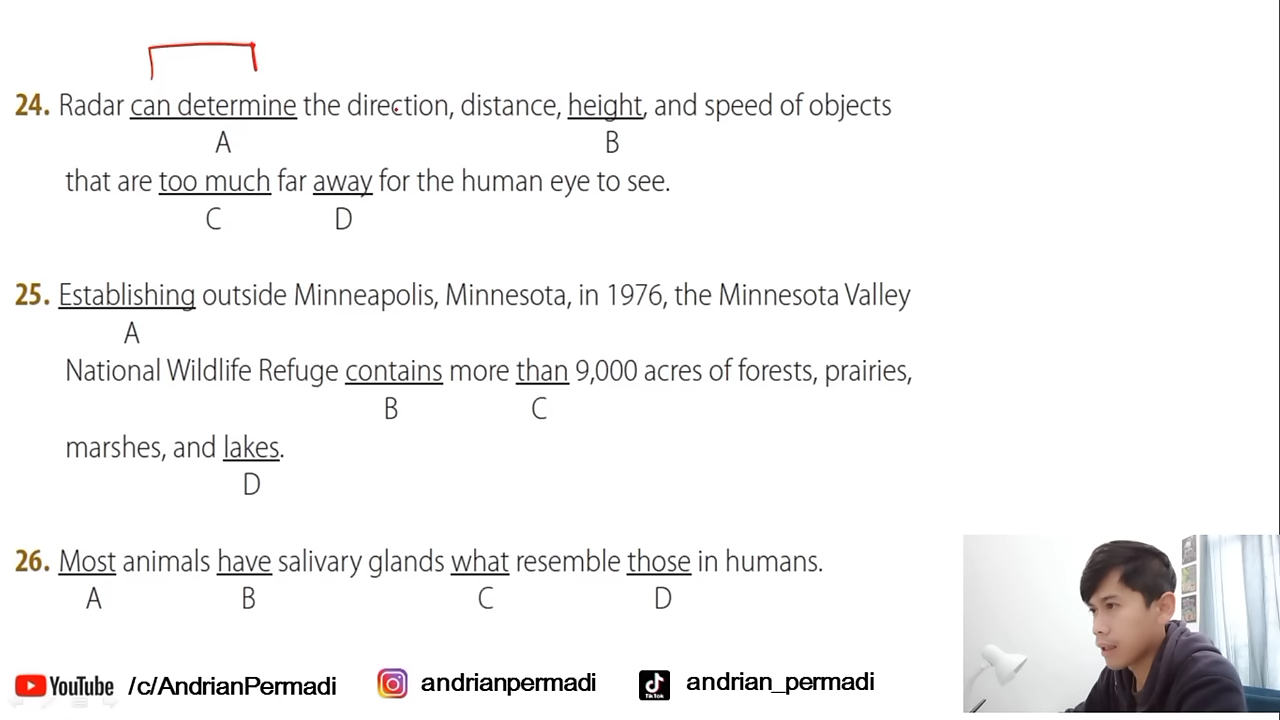 24. Radar can determine the direction, distance, height, and speed of objects
A B
that are too much far away for the human eye to see.
C D
25. Establishing outside Minneapolis, Minnesota, in 1976, the Minnesota Valley
A
National Wildlife Refuge contains more than 9,000 acres of forests, prairies,
B C
marshes, and lakes.
D
26. Most animals have salivary glands what resemble those in humans.
A B C D
YouTube /c/AndrianPermadi andrianpermadi TikTok andrian_permadi